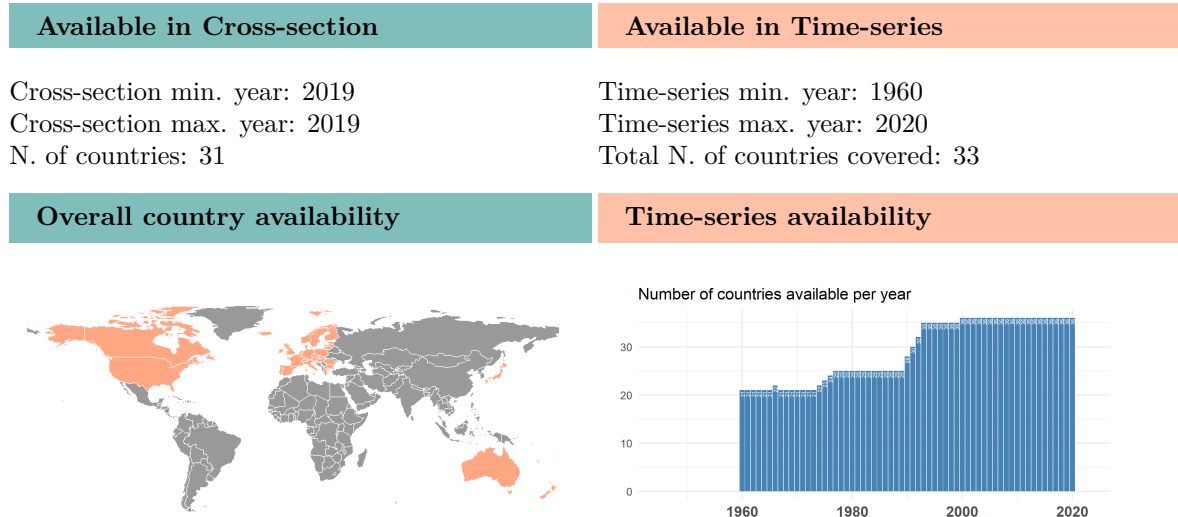 Available in Cross-section
Available in Time-series
Cross-section min. year: 2019
Cross-section max. year: 2019
N. of countries: 31
Time-series min. year: 1960
Time-series max. year: 2020
Total N. of countries covered: 33
Overall country availability
Time-series availability
Number of countries available per year
30
20
10
0
1960 1980 2000 2020